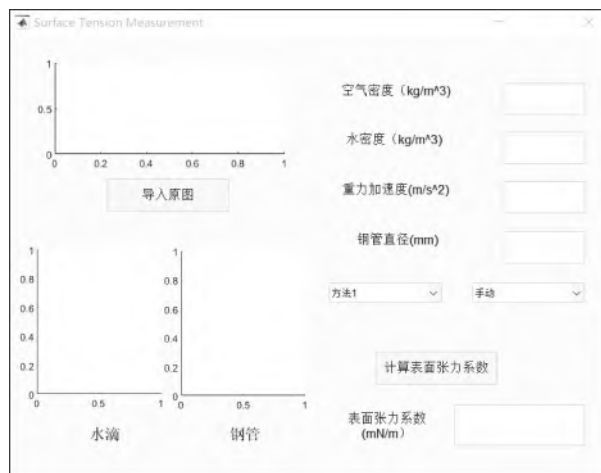 Surface Tension Measurement
1
0.5
0
0 0.2 0.4 0.6 0.8 1
导入原图
空气密度（kg/m^3)
水密度（kg/m^3)
重力加速度(m/s^2)
钢管直径(mm)
方法1
手动
计算表面张力系数
表面张力系数
(mN/m）
1
0.8
0.6
0.4
0.2
0
0 0.5 1
水滴
1
0.8
0.6
0.4
0.2
0
0 0.5 1
钢管